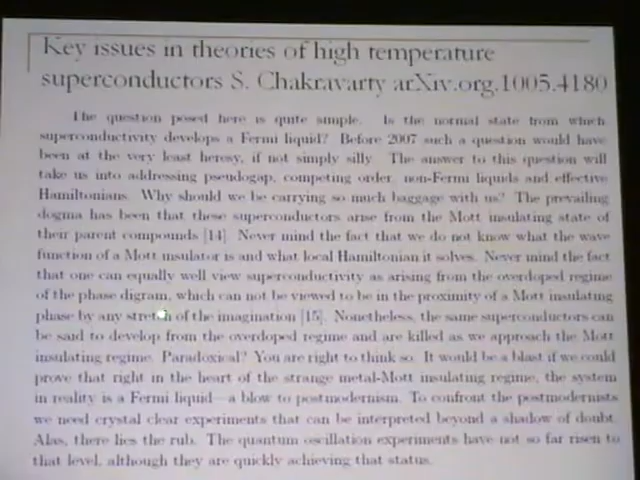 Key issues in theories of high temperature
superconductors S. Chakravarty arXiv.org.1005.4180
The question posed here is quite simple. Is the normal state from which
superconductivity develops a Fermi liquid? Before 2007 such a question would have
been at the very least heresy, if not simply silly. The answer to this question will
take us into addressing pseudogap, competing order, non-Fermi liquids and effective
Hamiltonians. Why should we be carrying so much baggage with us? The prevailing
dogma has been that these superconductors arise from the Mott insulating state of
their parent compounds [14]. Never mind the fact that we do not know what the wave
function of a Mott insulator is and what local Hamiltonian it solves. Never mind the fact
that one can equally well view superconductivity as arising from the overdoped regime
of the phase digram, which can not be viewed to be in the proximity of a Mott insulating
phase by any stretch of the imagination [15]. Nonetheless, the same superconductors can
be said to develop from the overdoped regime and are killed as we approach the Mott
insulating regime. Paradoxical? You are right to think so. It would be a blast if we could
prove that right in the heart of the strange metal-Mott insulating regime, the system
in reality is a Fermi liquid—a blow to postmodernism. To confront the postmodernists
we need crystal clear experiments that can be interpreted beyond a shadow of doubt.
Alas, there lies the rub. The quantum oscillation experiments have not so far risen to
that level, although they are quickly achieving that status.